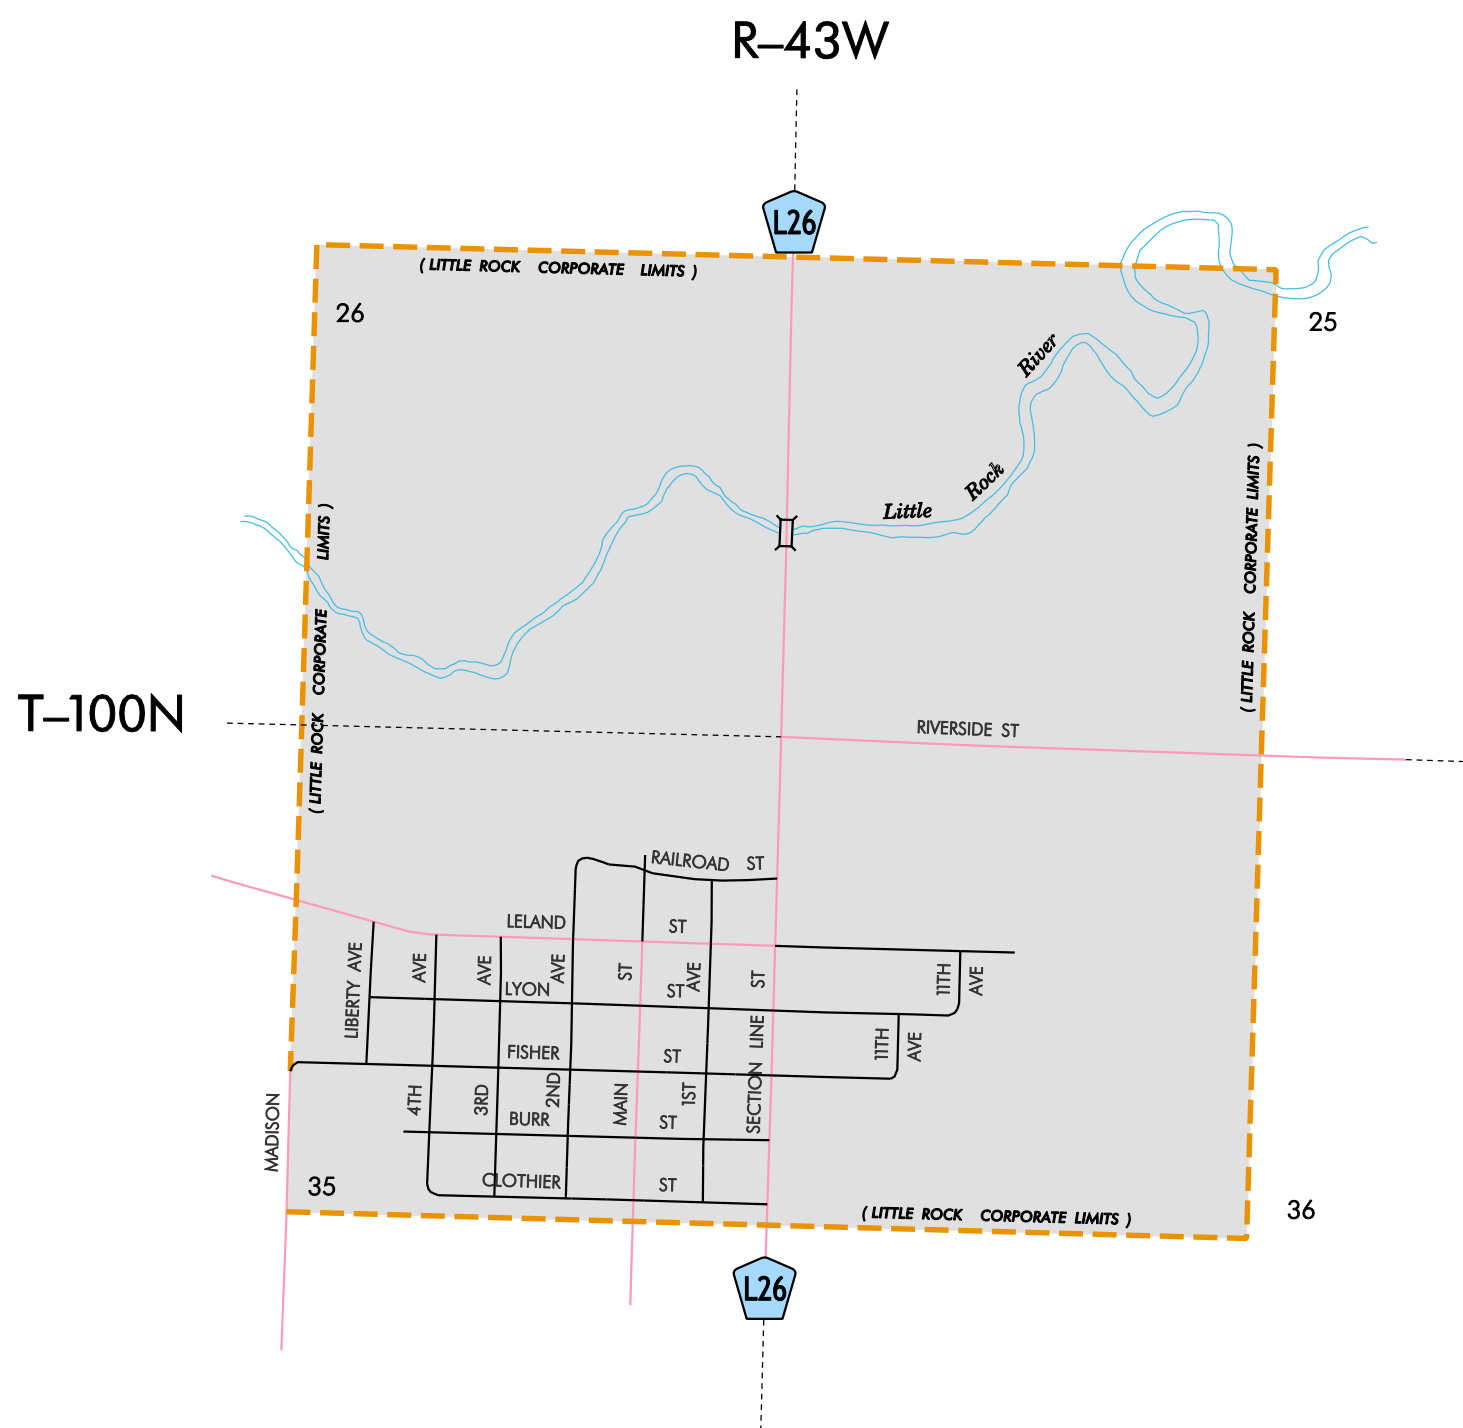 R–43W
L26
( LITTLE ROCK CORPORATE LIMITS )
26
25
River
Rock
Little
( LITTLE ROCK CORPORATE LIMITS )
( LITTLE ROCK CORPORATE LIMITS )
T–100N
RIVERSIDE ST
RAILROAD ST
LELAND ST
LIBERTY AVE
4TH AVE
3RD AVE
2ND AVE
MAIN ST
1ST AVE
SECTION LINE ST
11TH AVE
LYON ST
11TH AVE
FISHER ST
BURR ST
MADISON
CLOTHIER ST
35
36
( LITTLE ROCK CORPORATE LIMITS )
L26